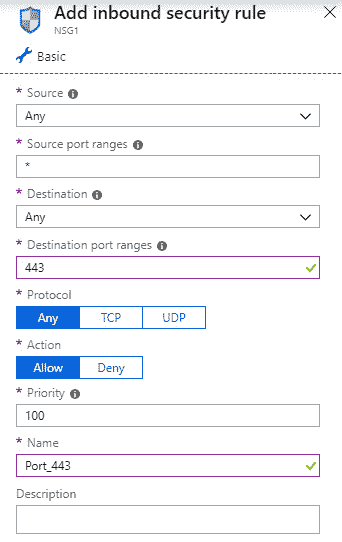 Add inbound security rule
NSG1
Basic
* Source
Any
* Source port ranges
*
* Destination
Any
* Destination port ranges
443
* Protocol
Any TCP UDP
* Action
Allow Deny
* Priority
100
* Name
Port_443
Description